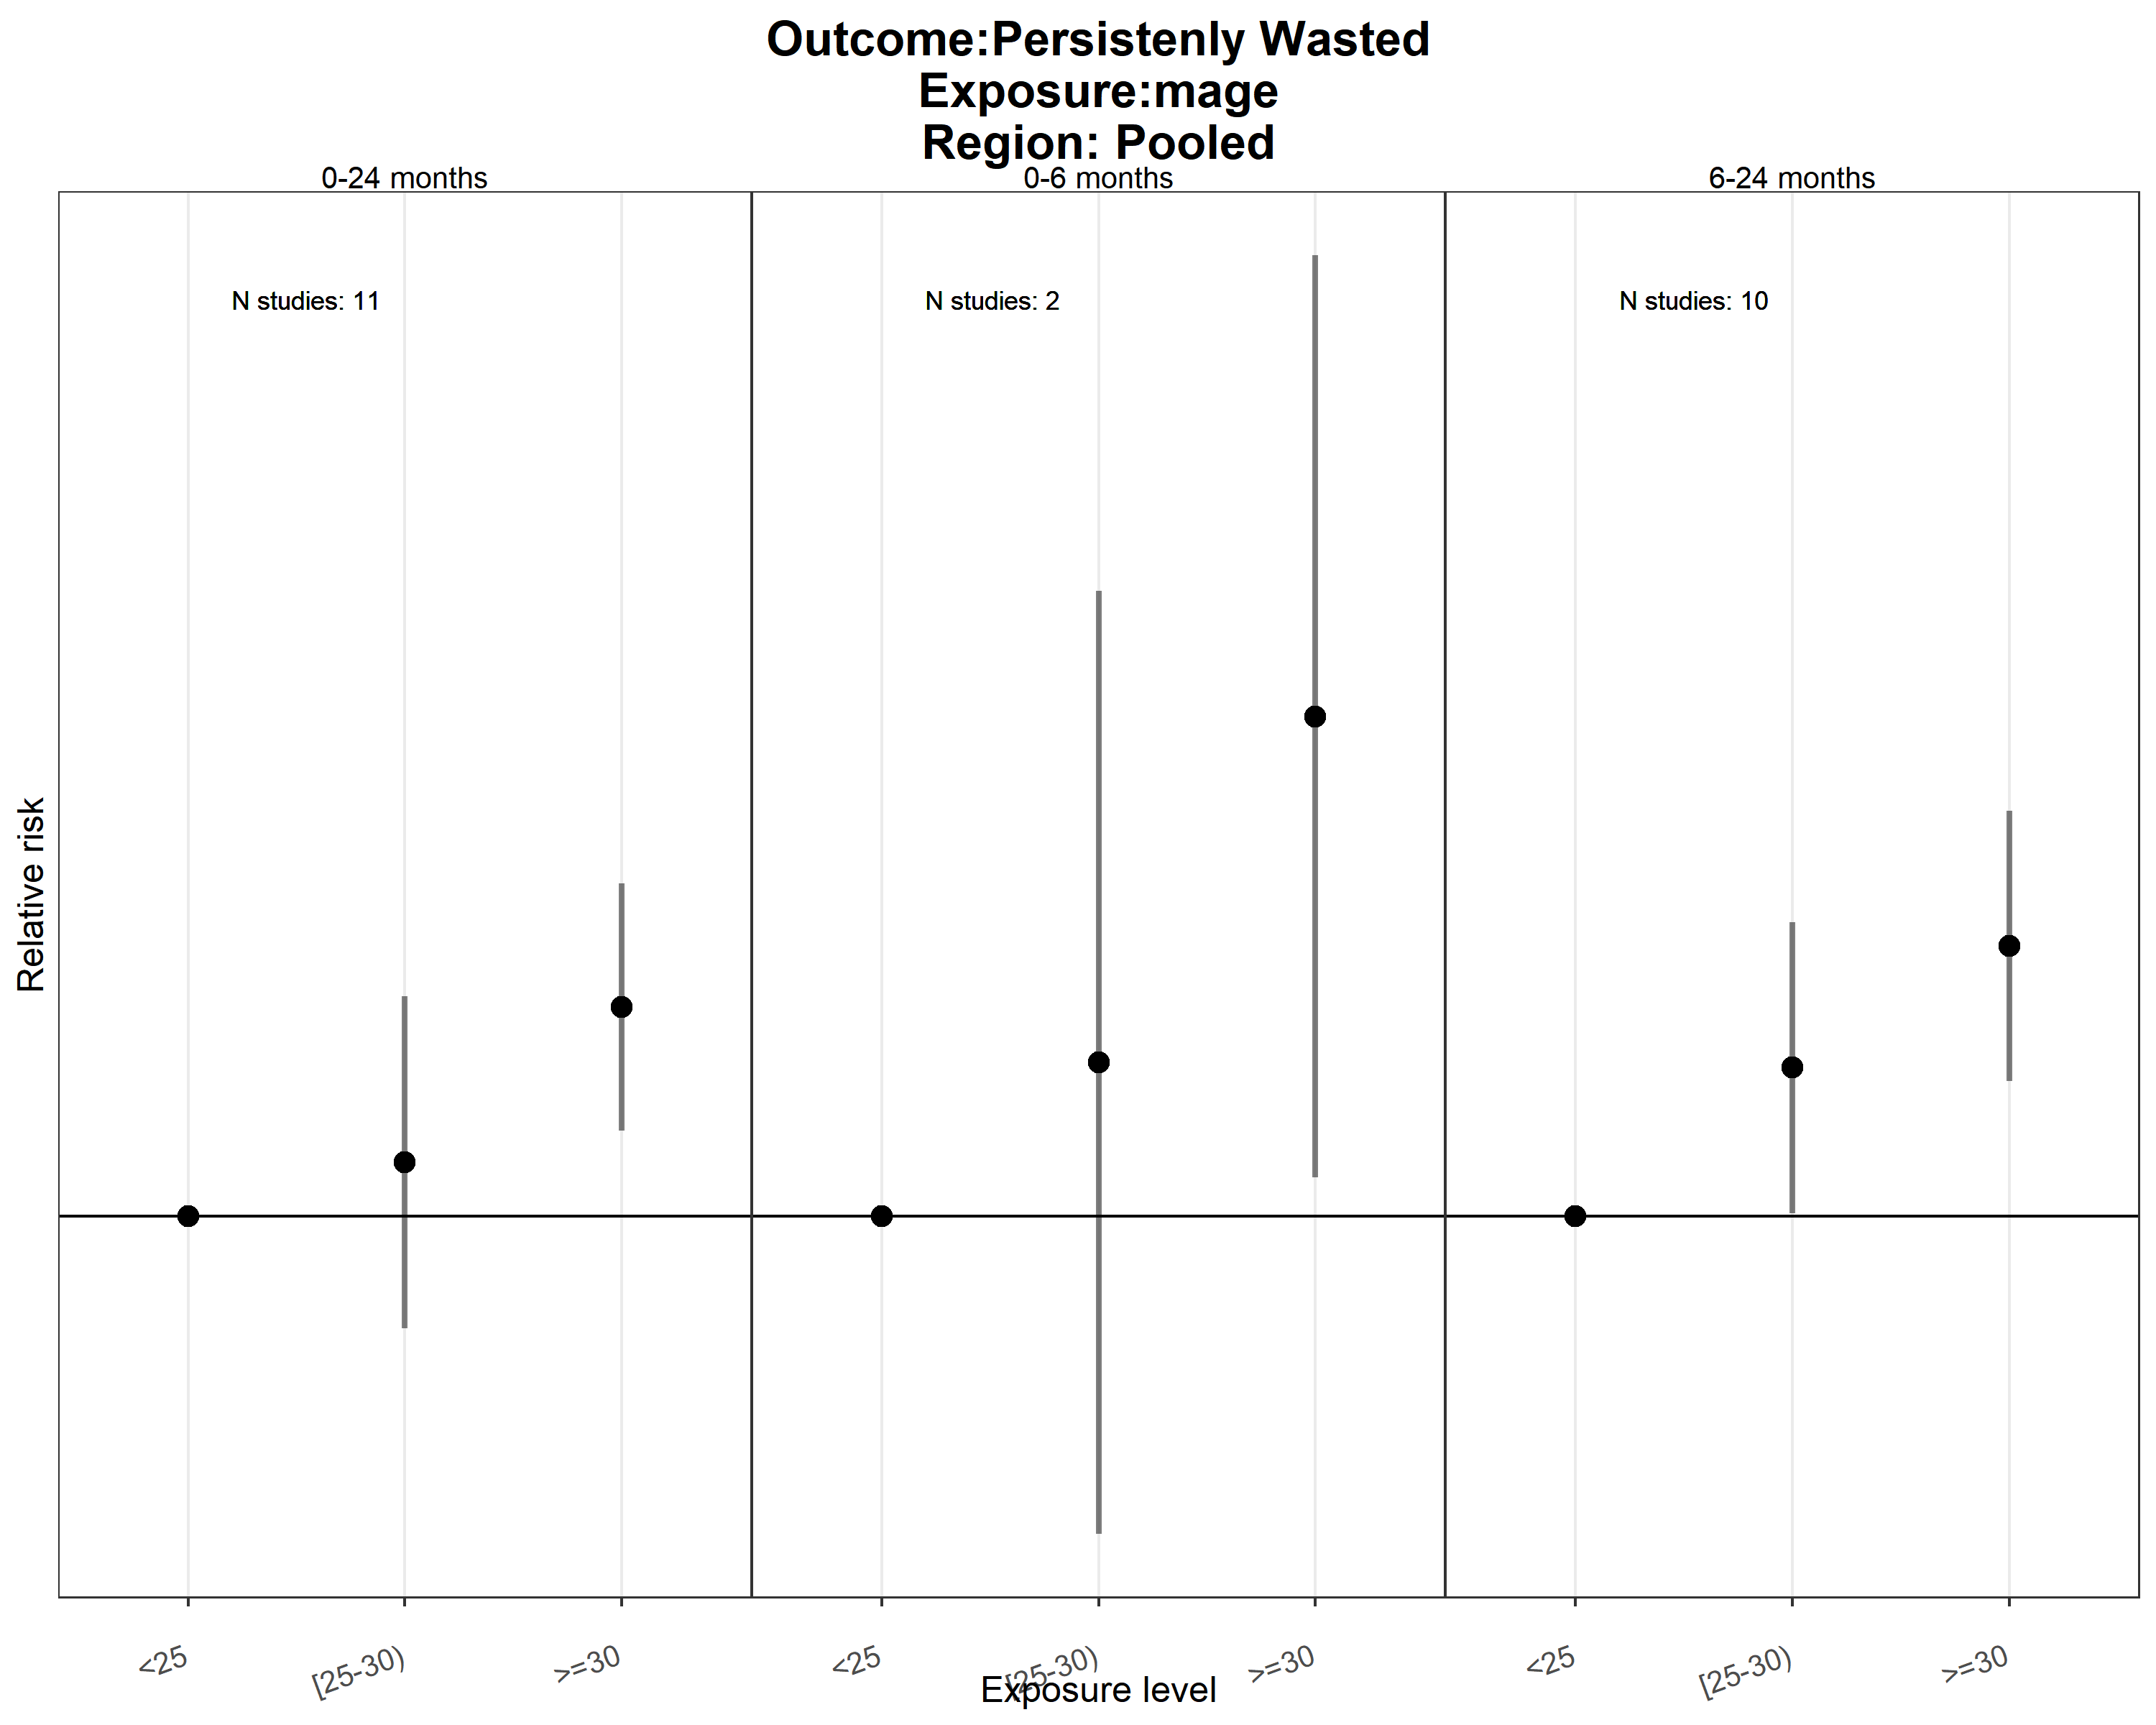 Outcome:Persistenly Wasted
Exposure:mage
Region: Pooled
0-24 months
0-6 months
6-24 months
N studies: 11
N studies: 2
N studies: 10
Relative risk
<25
[25-30)
>=30
<25
[25-30)
>=30
<25
[25-30)
>=30
Exposure level